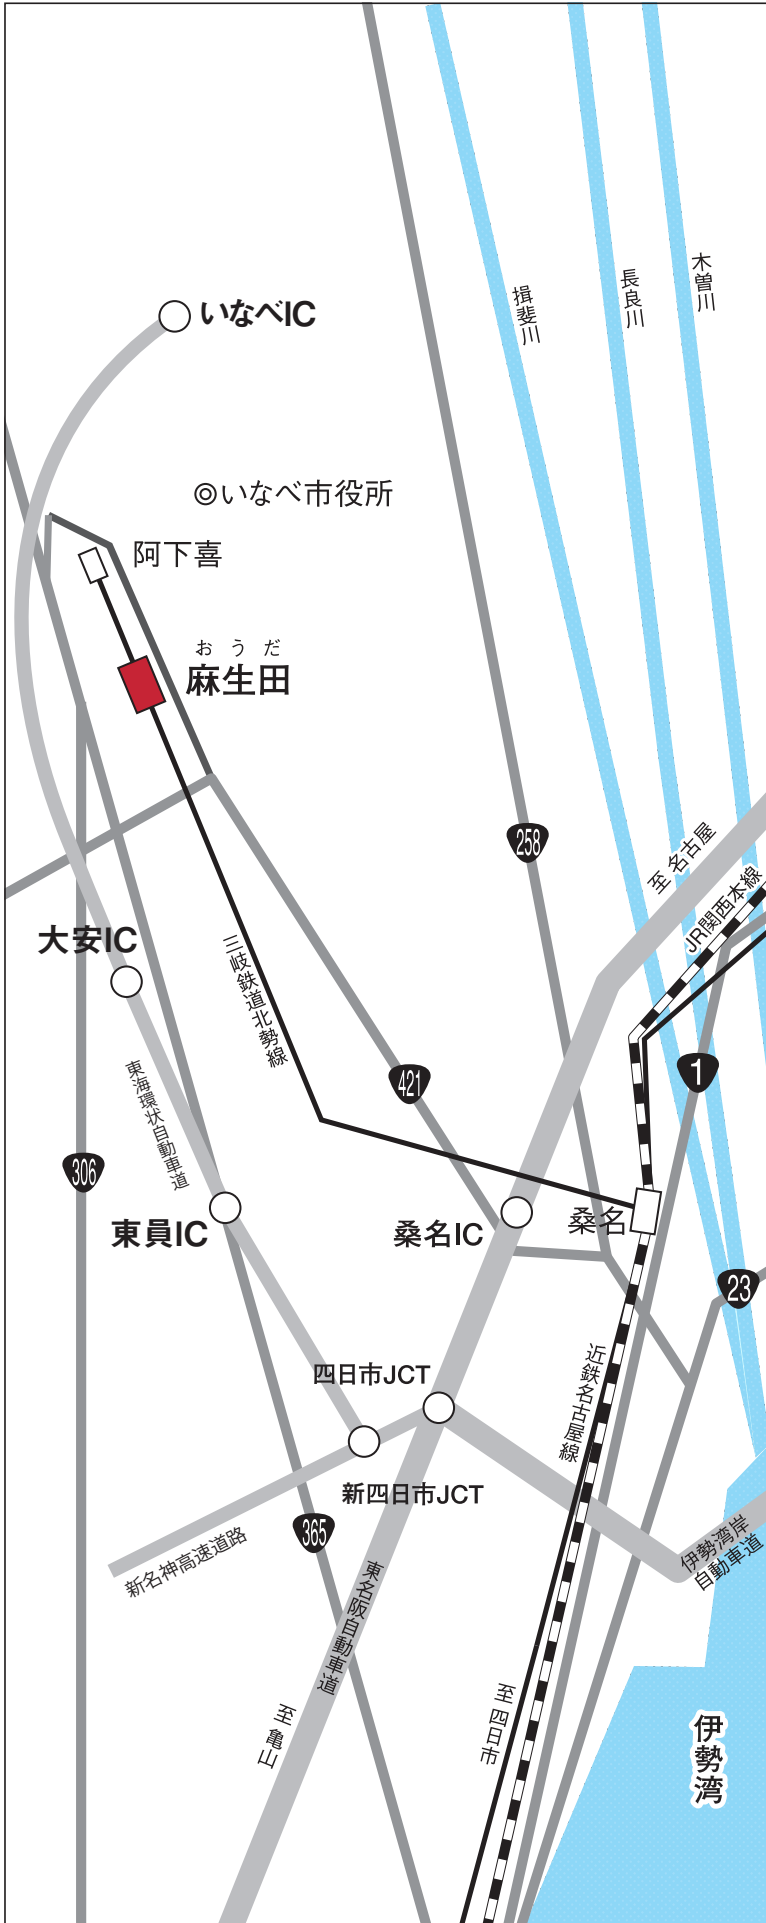 木曽川
長良川
揖斐川
いなべIC
◎いなべ市役所
阿下喜
おうだ
麻生田
258
至 名古屋
JR関西本線
大安IC
三岐鉄道北勢線
東海環状自動車道
421
1
306
東員IC
桑名IC
桑名
23
四日市JCT
近鉄名古屋線
新四日市JCT
365
新名神高速道路
伊勢湾岸
自動車道
東名阪自動車道
至 亀山
至 四日市
伊勢湾